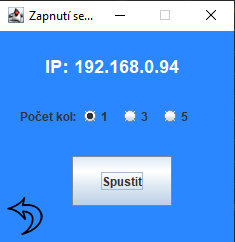 Zapnutí se...
IP: 192.168.0.94
Počet kol: 1 3 5
Spustit